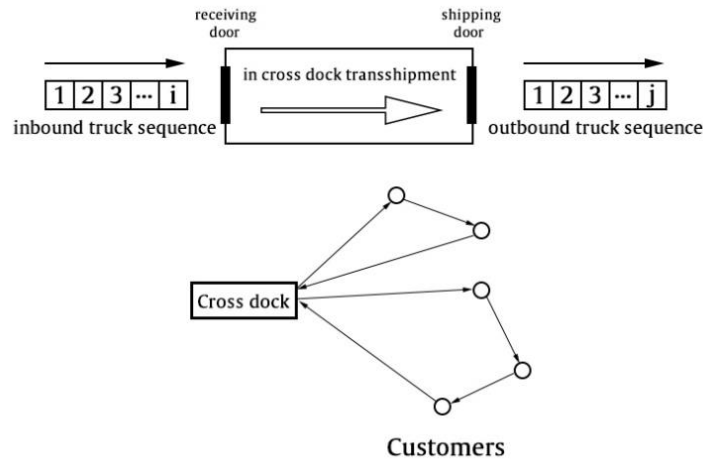 receiving
door
shipping
door
1 2 3 ... i
in cross dock transshipment
1 2 3 ... j
inbound truck sequence
outbound truck sequence
Cross dock
Customers